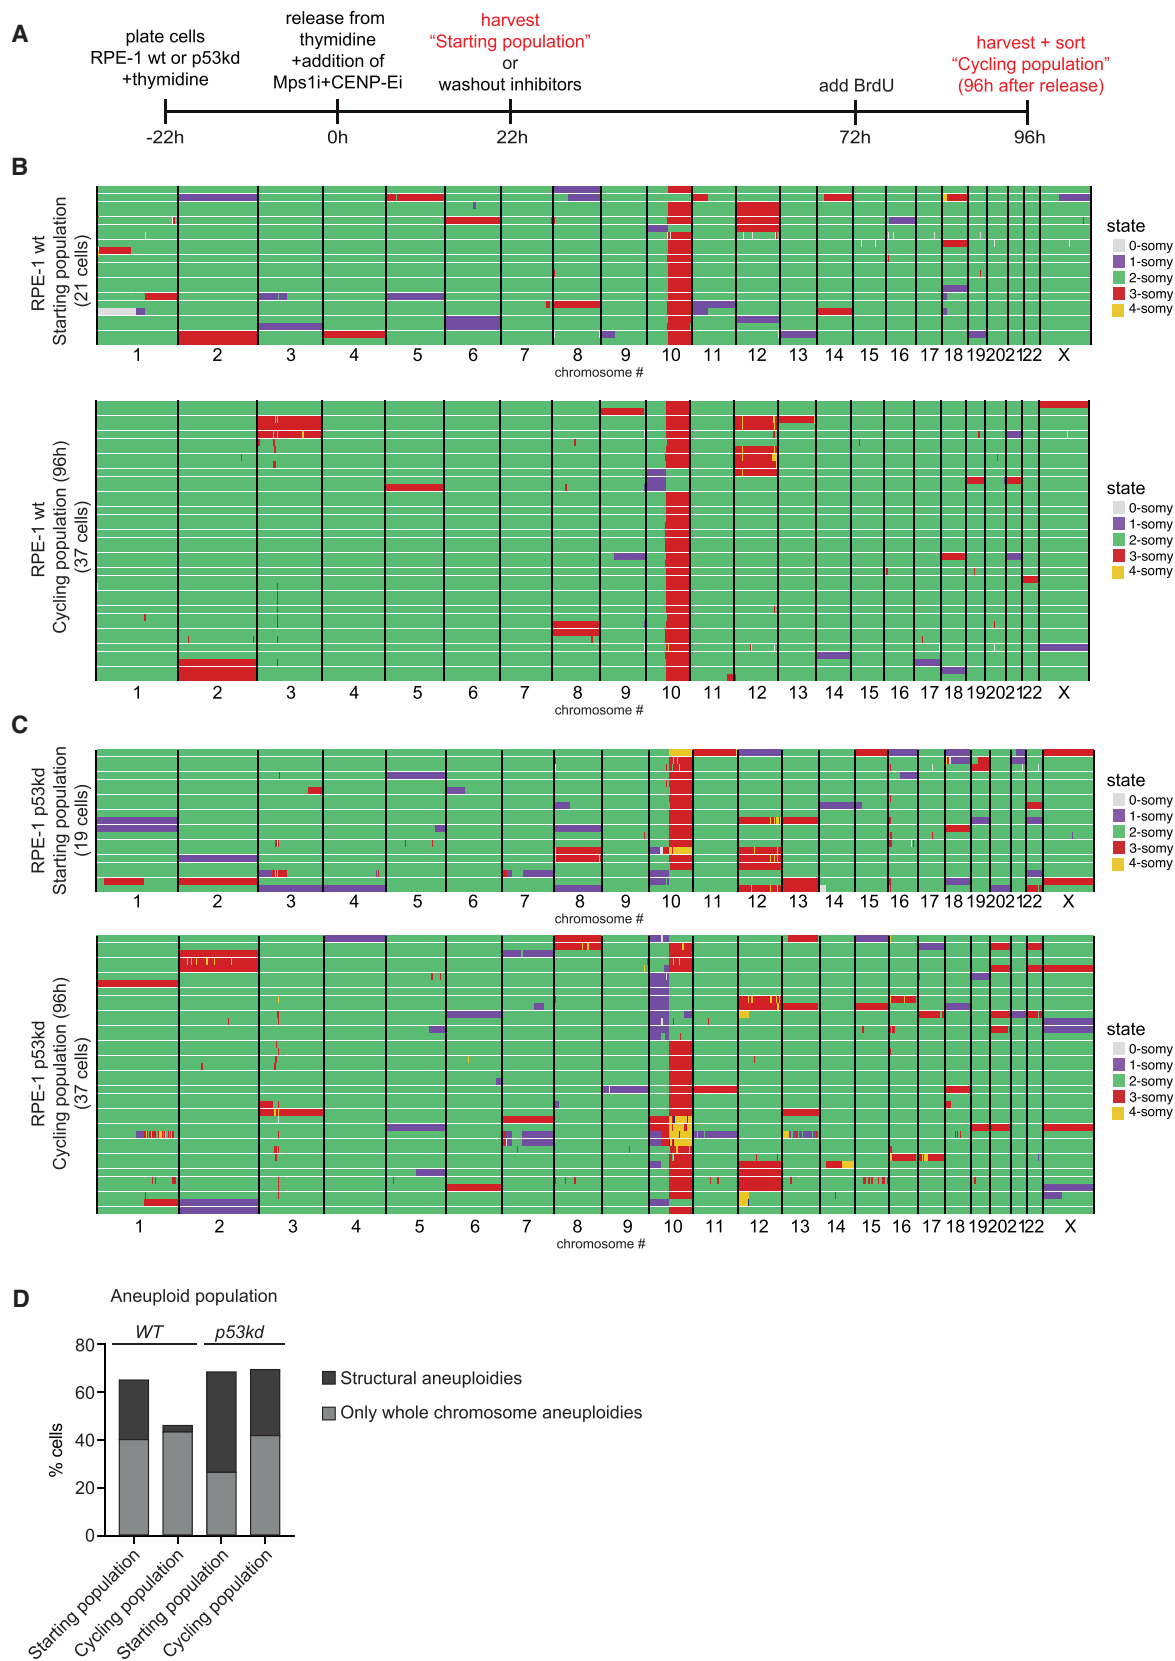 A
plate cells
RPE-1 wt or p53kd
+thymidine
release from
thymidine
+addition of
Mps1i+CENP-Ei
harvest
“Starting population”
or
washout inhibitors
add BrdU
harvest + sort
“Cycling population”
(96h after release)
-22h
0h
22h
72h
96h
B
RPE-1 wt
Starting population
(21 cells)
1 2 3 4 5 6 7 8 9 10 11 12 13 14 15 16 17 18 19 20 21 22 X
chromosome #
state
0-somy
1-somy
2-somy
3-somy
4-somy
RPE-1 wt
Cycling population (96h)
(37 cells)
1 2 3 4 5 6 7 8 9 10 11 12 13 14 15 16 17 18 19 20 21 22 X
chromosome #
state
0-somy
1-somy
2-somy
3-somy
4-somy
C
RPE-1 p53kd
Starting population
(19 cells)
1 2 3 4 5 6 7 8 9 10 11 12 13 14 15 16 17 18 19 20 21 22 X
chromosome #
state
0-somy
1-somy
2-somy
3-somy
4-somy
RPE-1 p53kd
Cycling population (96h)
(37 cells)
1 2 3 4 5 6 7 8 9 10 11 12 13 14 15 16 17 18 19 20 21 22 X
chromosome #
state
0-somy
1-somy
2-somy
3-somy
4-somy
D
Aneuploid population
WT
p53kd
80
60
40
20
0
% cells
Starting population
Cycling population
Starting population
Cycling population
Structural aneuploidies
Only whole chromosome aneuploidies